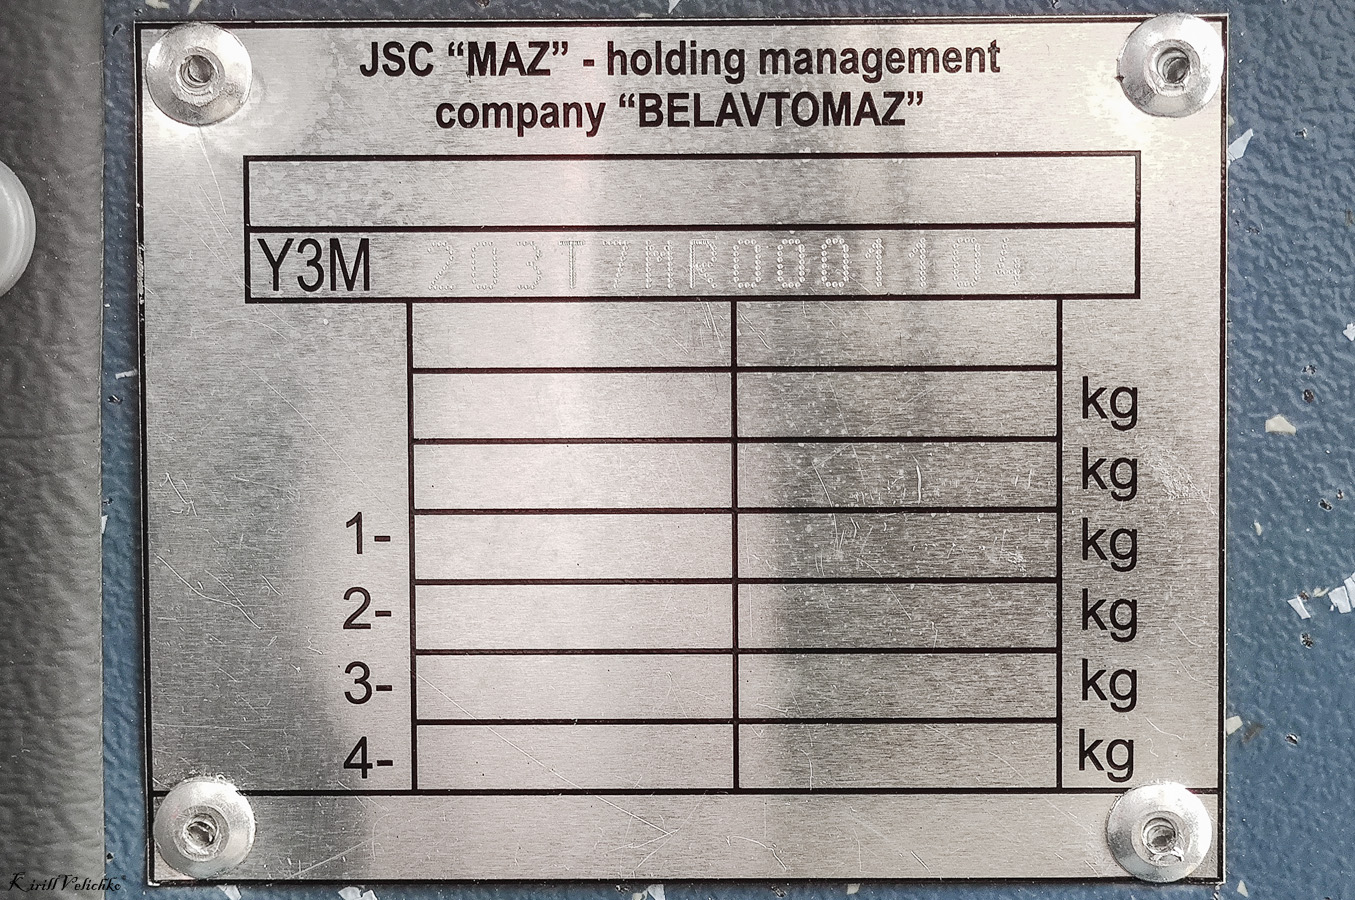 JSC “MAZ” - holding management
company “BELAVTOMAZ”
Y3M 203T7MR0001104
kg
kg
1- kg
2- kg
3- kg
4- kg
Kirill Velichko